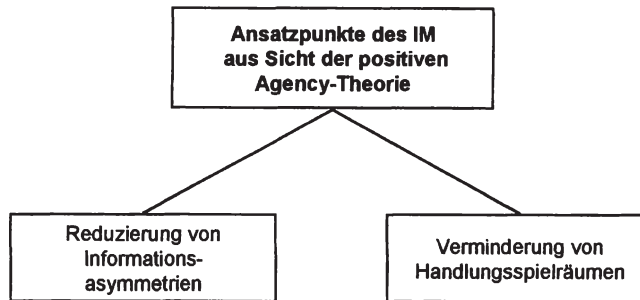 Ansatzpunkte des IM
aus Sicht der positiven
Agency-Theorie
Reduzierung von
Informations-
asymmetrien
Verminderung von
Handlungsspielräumen